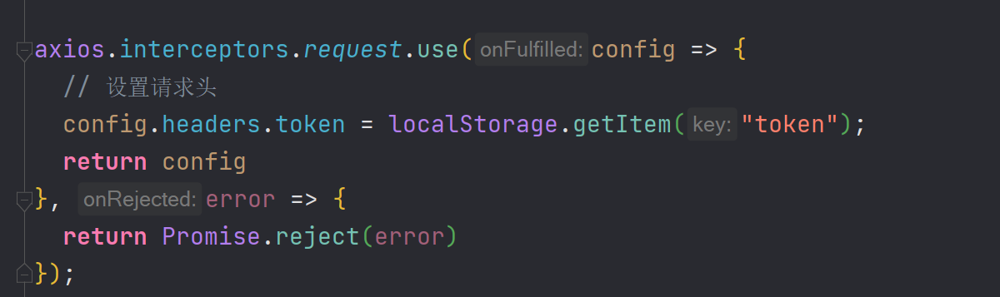 axios.interceptors.request.use( onFulfilled: config => {
// 设置请求头
config.headers.token = localStorage.getItem( key: "token");
return config
}, onRejected: error => {
return Promise.reject(error)
});